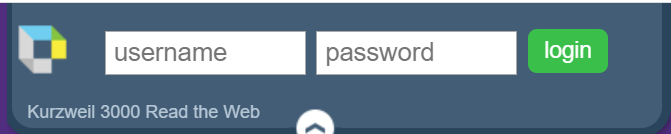 username password login
Kurzweil 3000 Read the Web